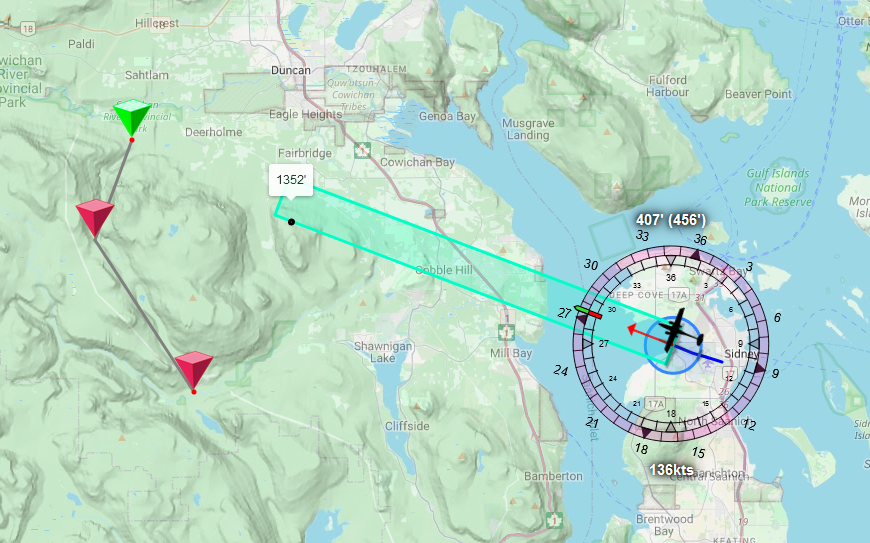 Hillcrest
18
Paldi
Sahtlam
Duncan
TZOUHALEM
Quw'utsun'/
Cowichan
Tribes
Eagle Heights
Deerholme
Genoa Bay
Musgrave
Landing
Fulford
Harbour
Beaver Point
Otter
Cowichan
River
Provincial
Park
Fairbridge
1
Cowichan Bay
1352'
Gulf Islands
National
Park Reserve
407' (456')
33
36
3
6
9
12
15
18
21
24
27
30
36
3
6
9
12
15
18
21
24
27
30
33
Swartz Bay
DEEP COVE
17A
Sidney
Cobble Hill
1
Mill Bay
Shawnigan
Lake
Cliffside
17A
North Saanich
136kts
Saanichton
Central Saanich
Bamberton
Brentwood
Bay
19
KEATING
1